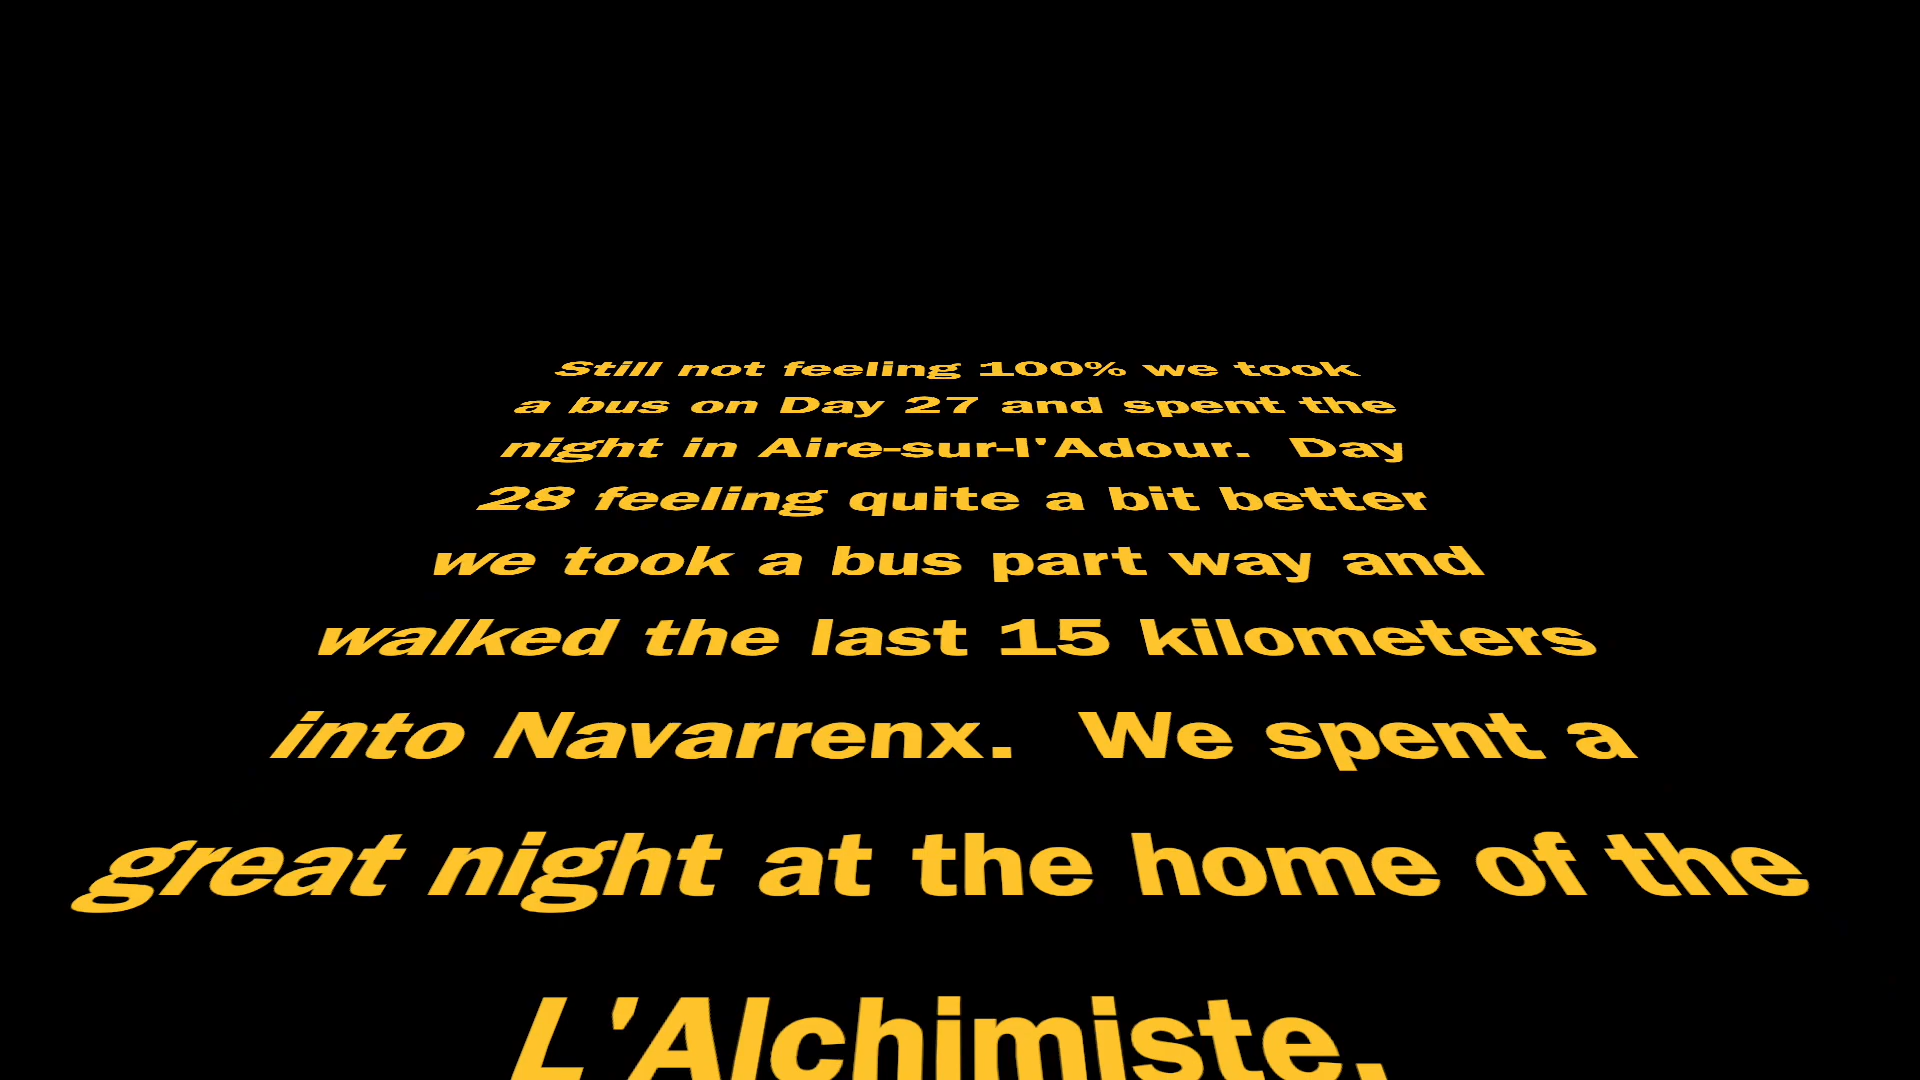 Still not feeling 100% we took
a bus on Day 27 and spent the
night in Aire-sur-l'Adour.  Day
28 feeling quite a bit better
we took a bus part way and
walked the last 15 kilometers
into Navarrenx.  We spent a
great night at the home of the
L'Alchimiste.